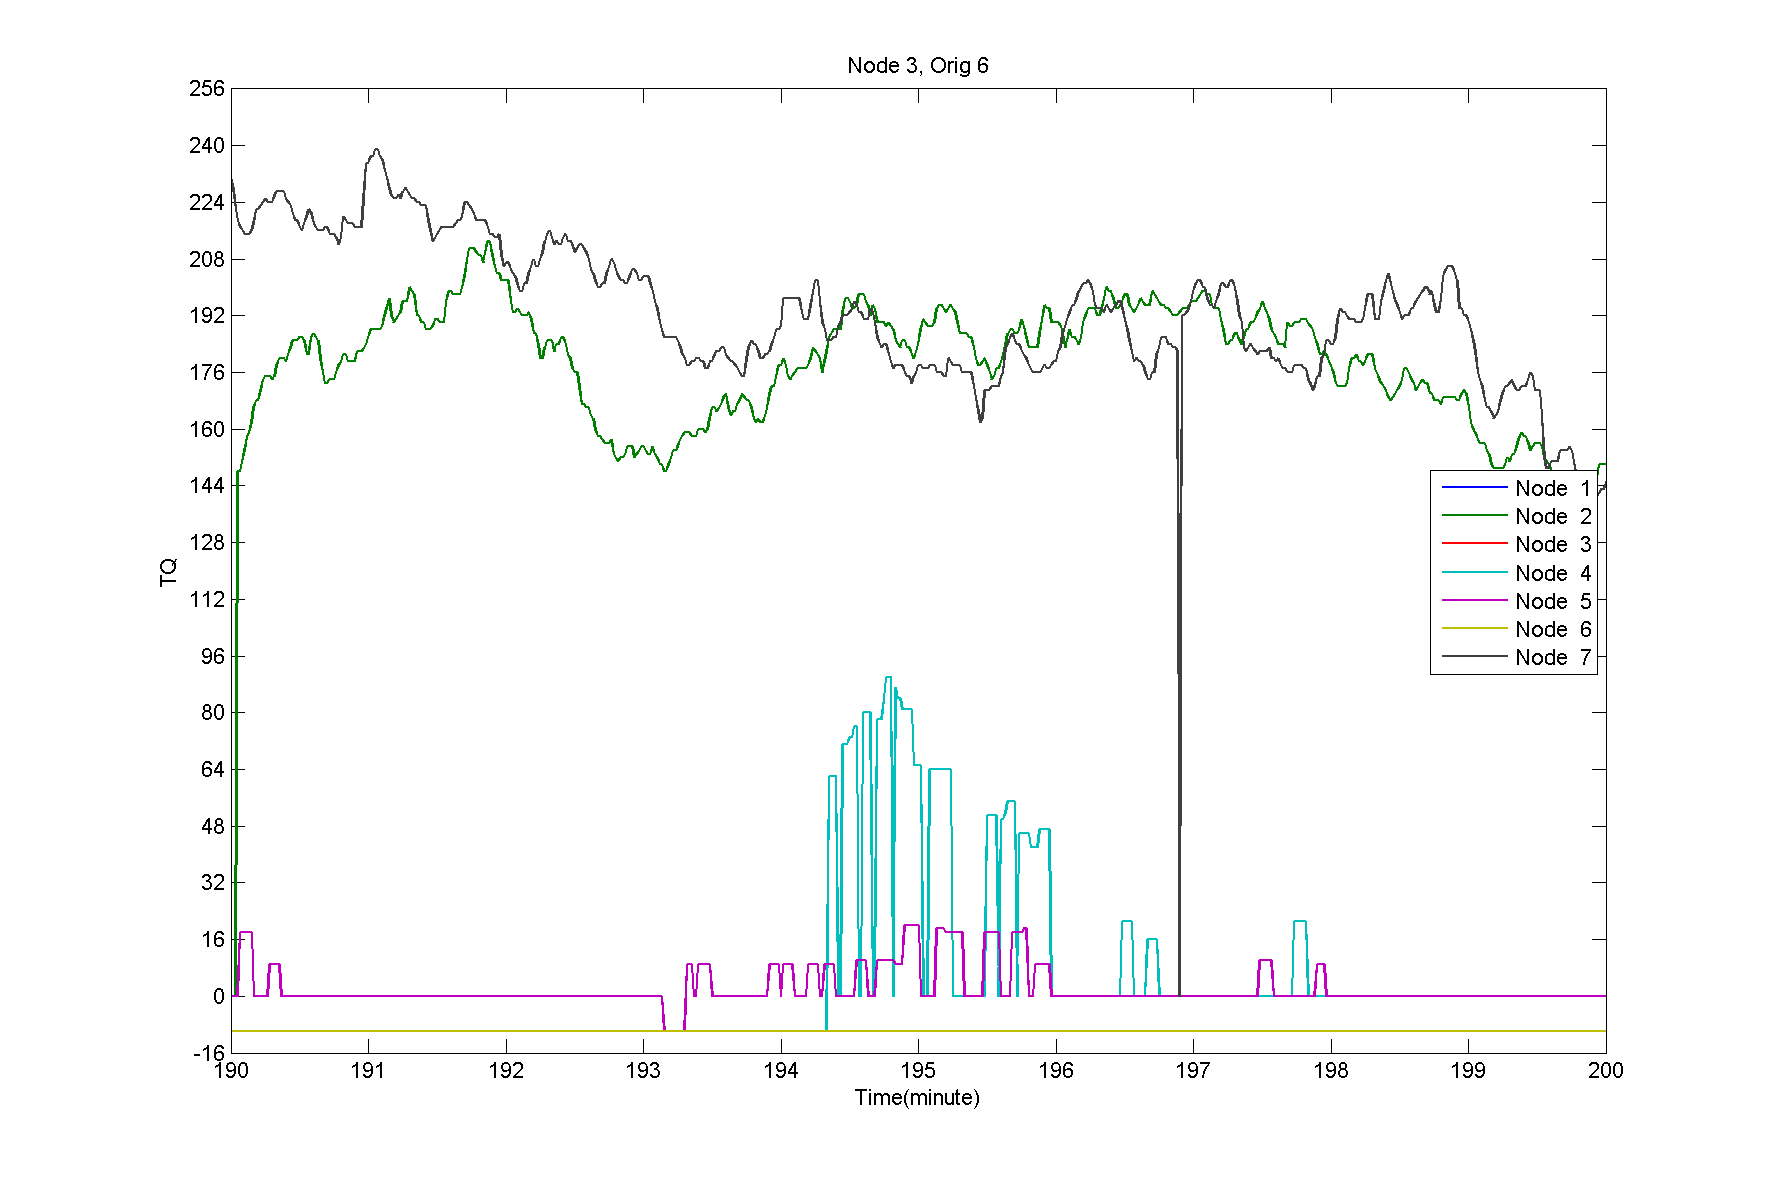 Node 3, Orig 6
256
240
224
208
192
176
160
144
128
112
96
80
64
48
32
16
0
-16
TQ
Node 1
Node 2
Node 3
Node 4
Node 5
Node 6
Node 7
190 191 192 193 194 195 196 197 198 199 200
Time(minute)